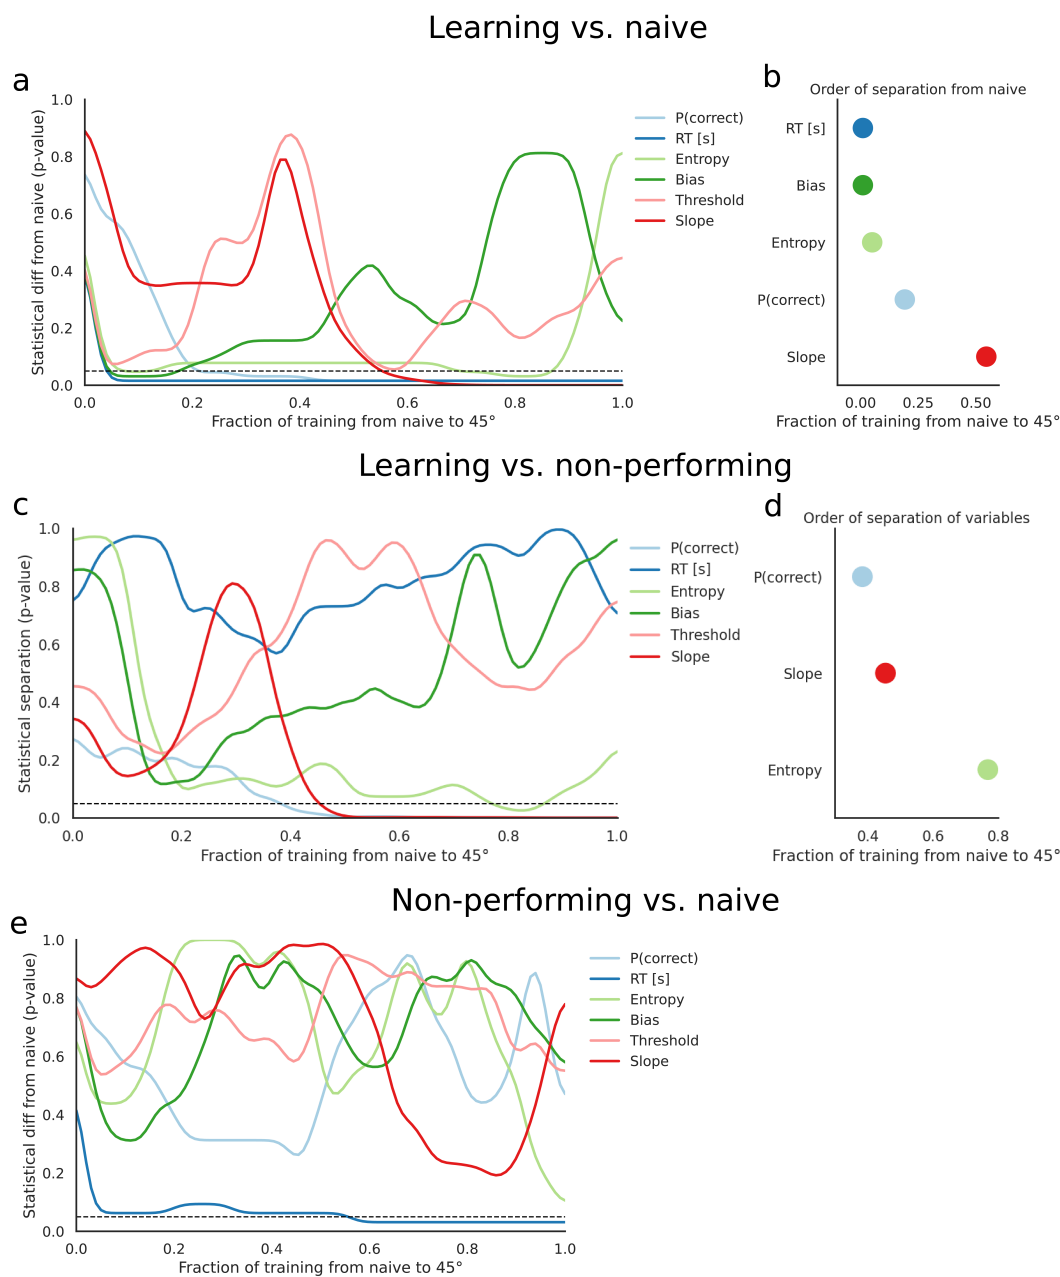 Learning vs. naive
a
b
Order of separation from naive
Statistical diff from naive (p-value)
1.0
0.8
0.6
0.4
0.2
0.0
0.0 0.2 0.4 0.6 0.8 1.0
Fraction of training from naive to 45°
P(correct)
RT [s]
Entropy
Bias
Threshold
Slope
RT [s]
Bias
Entropy
P(correct)
Slope
0.00 0.25 0.50
Fraction of training from naive to 45°
Learning vs. non-performing
c
d
Order of separation of variables
Statistical separation (p-value)
1.0
0.8
0.6
0.4
0.2
0.0
0.0 0.2 0.4 0.6 0.8 1.0
Fraction of training from naive to 45°
P(correct)
RT [s]
Entropy
Bias
Threshold
Slope
P(correct)
Slope
Entropy
0.4 0.6 0.8
Fraction of training from naive to 45°
Non-performing vs. naive
e
Statistical diff from naive (p-value)
1.0
0.8
0.6
0.4
0.2
0.0
0.0 0.2 0.4 0.6 0.8 1.0
Fraction of training from naive to 45°
P(correct)
RT [s]
Entropy
Bias
Threshold
Slope